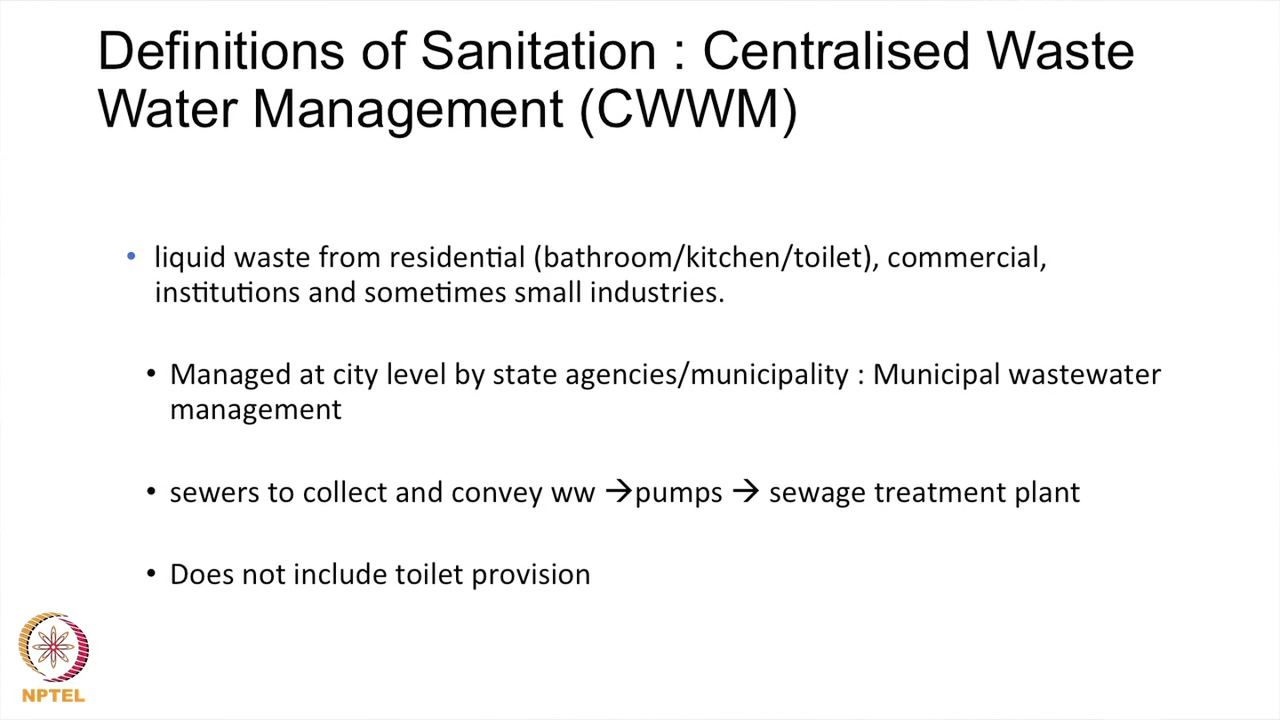 Definitions of Sanitation : Centralised Waste
Water Management (CWWM)
• liquid waste from residential (bathroom/kitchen/toilet), commercial,
institutions and sometimes small industries.
• Managed at city level by state agencies/municipality : Municipal wastewater
management
• sewers to collect and convey ww →pumps → sewage treatment plant
• Does not include toilet provision
NPTEL